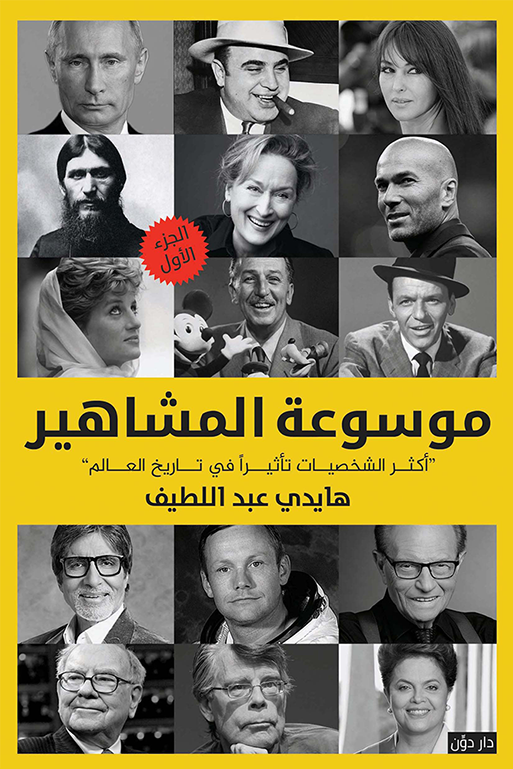 الجزء
الأول
موسوعة المشاهير
"أكثر الشخصيات تأثيراً في تاريخ العالم"
هايدي عبد اللطيف
دار دوِّن